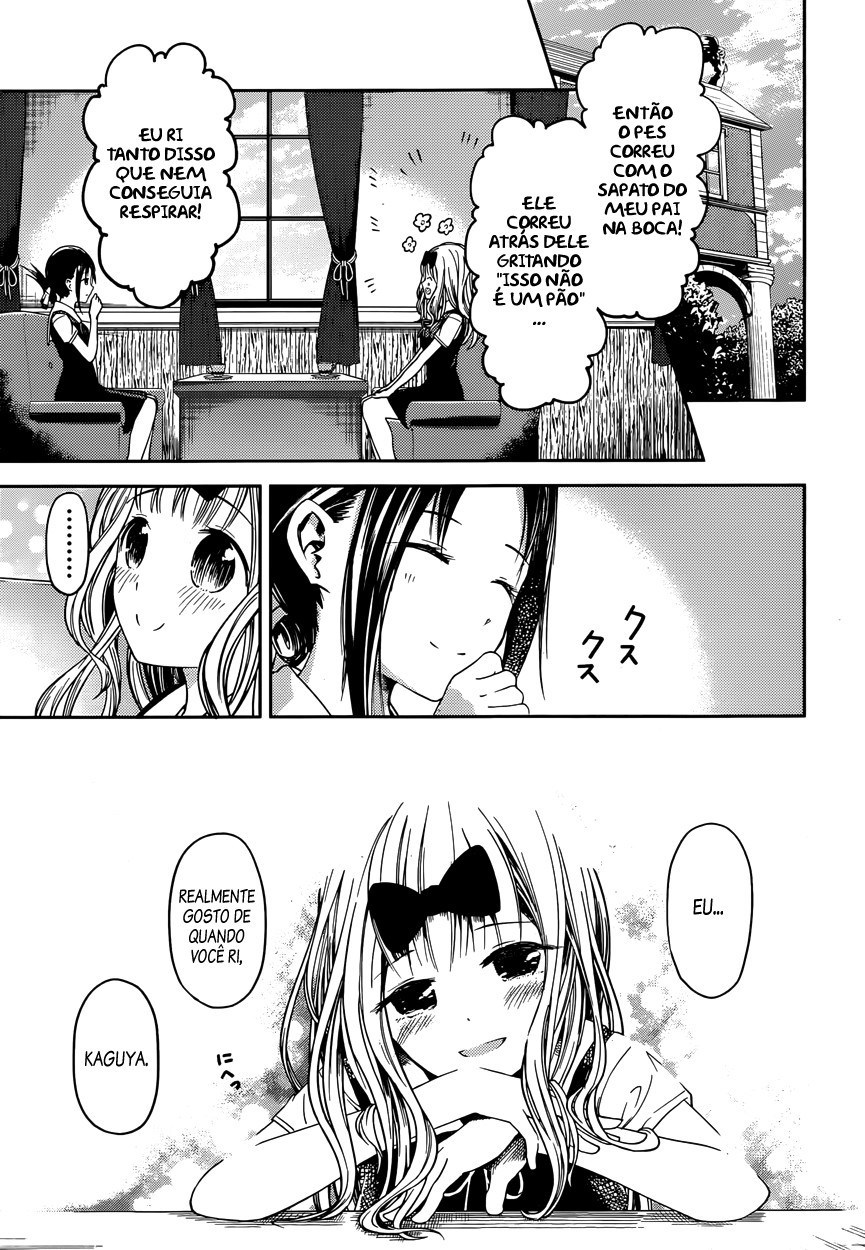 ENTÃO
O PES
CORREU
COM O
SAPATO DO
MEU PAI
NA BOCA!
ELE
CORREU
ATRÁS DELE
GRITANDO
"ISSO NÃO
É UM PÃO"
...
EU RI
TANTO DISSO
QUE NEM
CONSEGUIA
RESPIRAR!
クス
クス
………
EU...
REALMENTE
GOSTO DE
QUANDO
VOCÊ RI,
KAGUYA.
にへっ